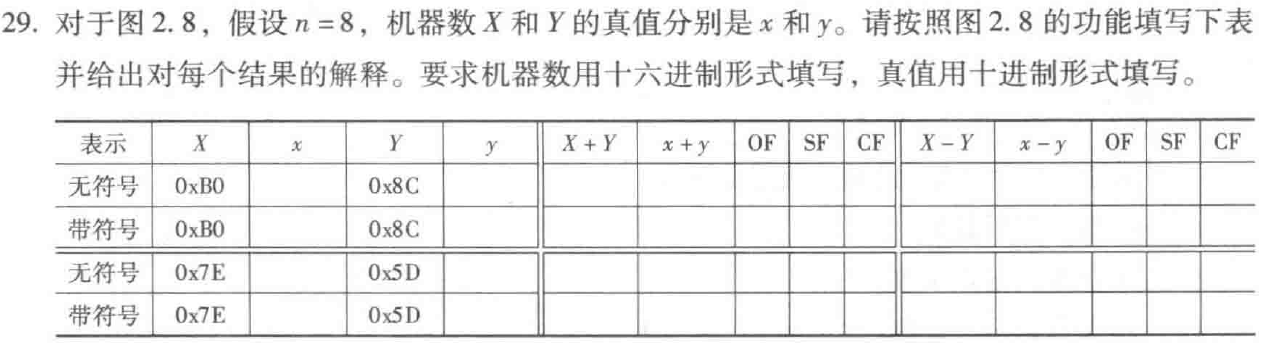 29. 对于图 2.8，假设 n = 8，机器数 X 和 Y 的真值分别是 x 和 y。请按照图 2.8 的功能填写下表
并给出对每个结果的解释。要求机器数用十六进制形式填写，真值用十进制形式填写。
表示 X x Y y X + Y x + y OF SF CF X − Y x − y OF SF CF
无符号 0xB0 0x8C
带符号 0xB0 0x8C
无符号 0x7E 0x5D
带符号 0x7E 0x5D